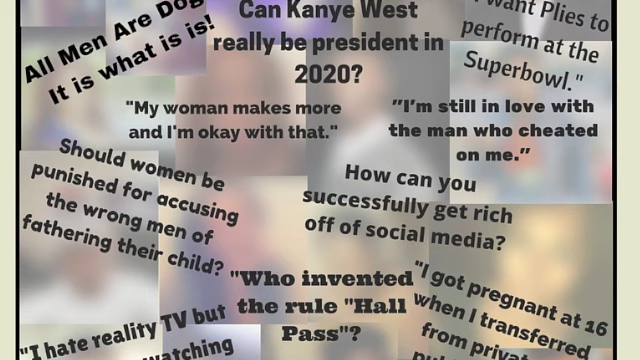 All Men Are Dog
It is what is is!
Can Kanye West
really be president in
2020?
want Plies to
perform at the
Superbowl."
"My woman makes more
and I'm okay with that."
"I'm still in love with
the man who cheated
on me."
Should women be
punished for accusing
the wrong men of
fathering their child?
How can you
successfully get rich
off of social media?
"Who invented
the rule "Hall
Pass"?
"I got pregnant at 16
when I transferred
from
"I hate reality TV but
watching